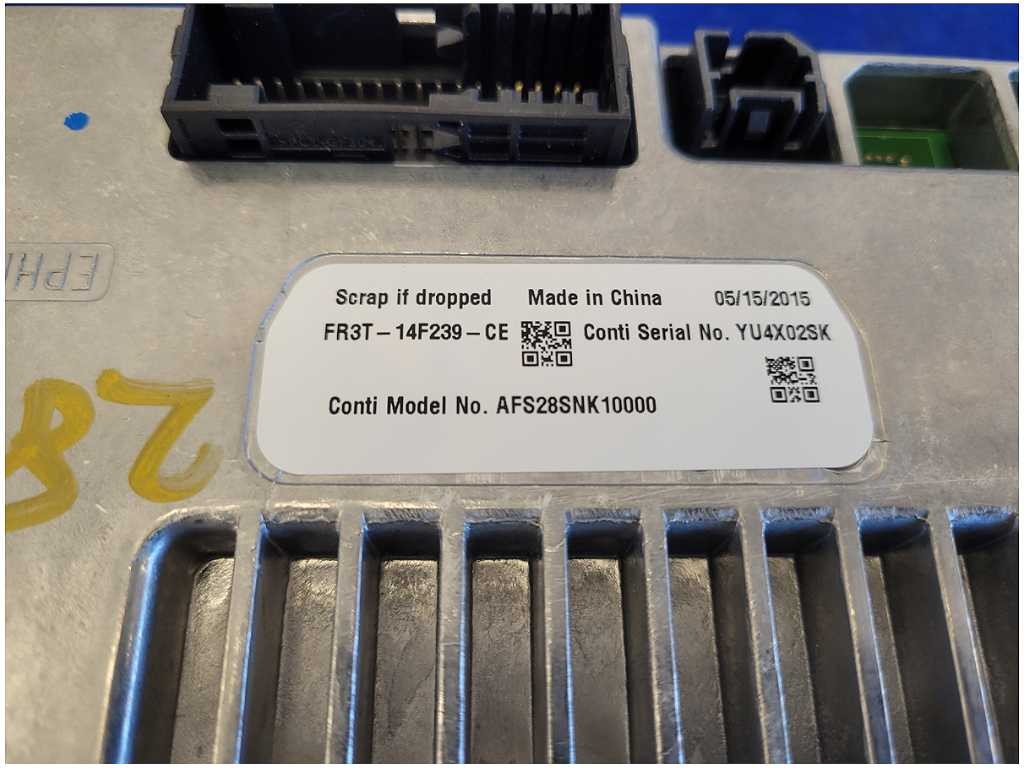 Scrap if dropped Made in China 05/15/2015
FR3T-14F239-CE Conti Serial No. YU4X02SK
Conti Model No. AFS28SNK10000
28